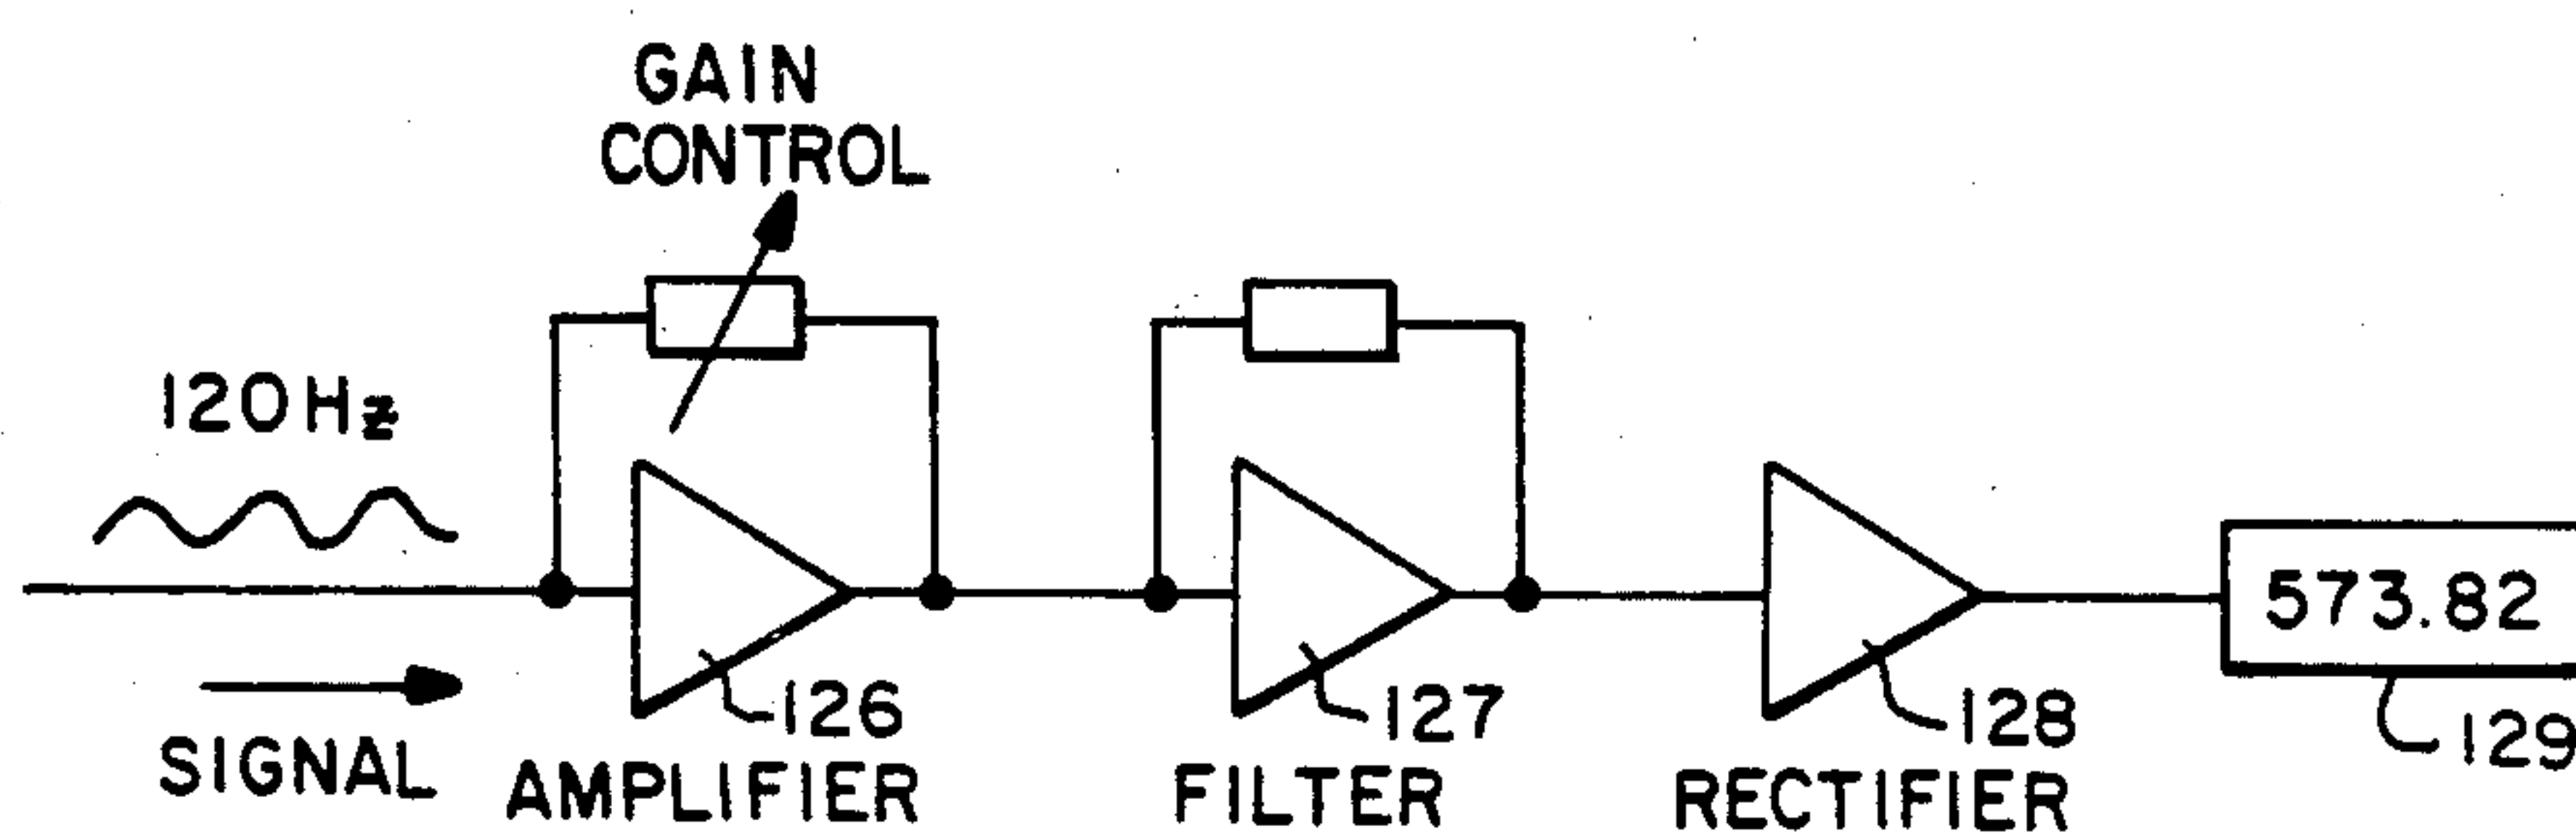 GAIN
CONTROL
120Hz
573.82
126
127
128
129
SIGNAL
AMPLIFIER
FILTER
RECTIFIER